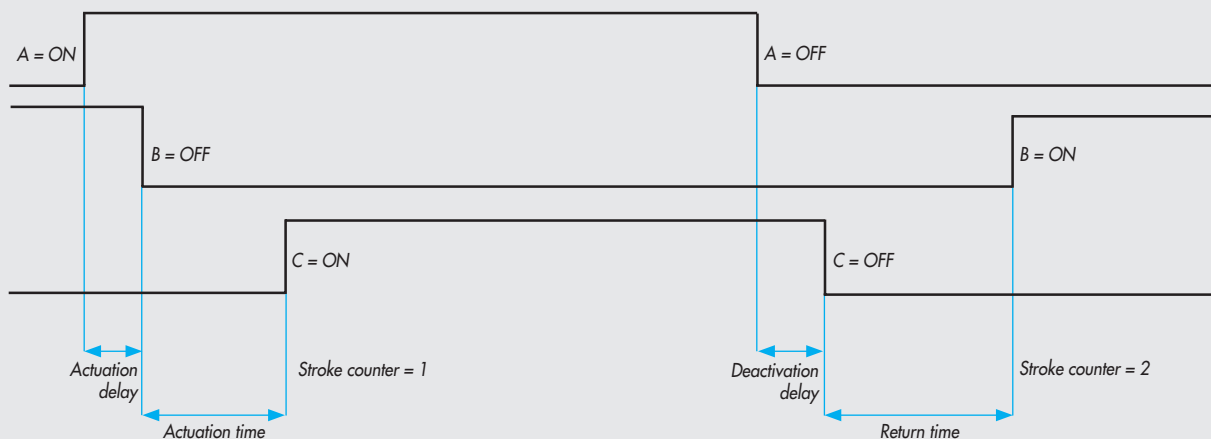 A = ON
A = OFF
B = OFF
B = ON
C = ON
C = OFF
Actuation
delay
Stroke counter = 1
Deactivation
delay
Stroke counter = 2
Actuation time
Return time